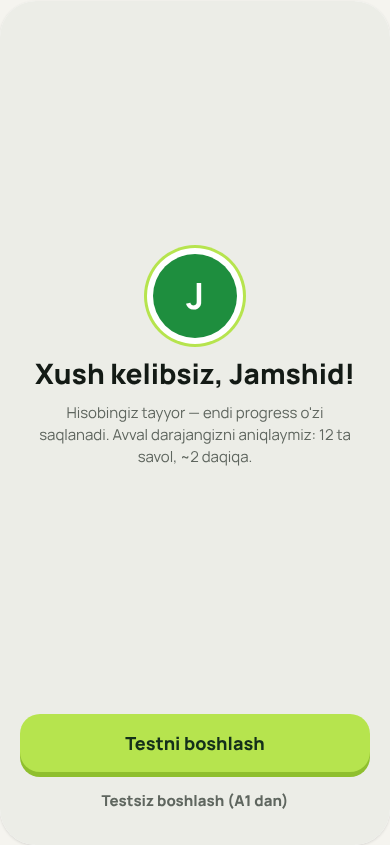 J
Xush kelibsiz, Jamshid!
Hisobingiz tayyor — endi progress o'zi
saqlanadi. Avval darajangizni aniqlaymiz: 12 ta
savol, ~2 daqiqa.
Testni boshlash
Testsiz boshlash (A1 dan)